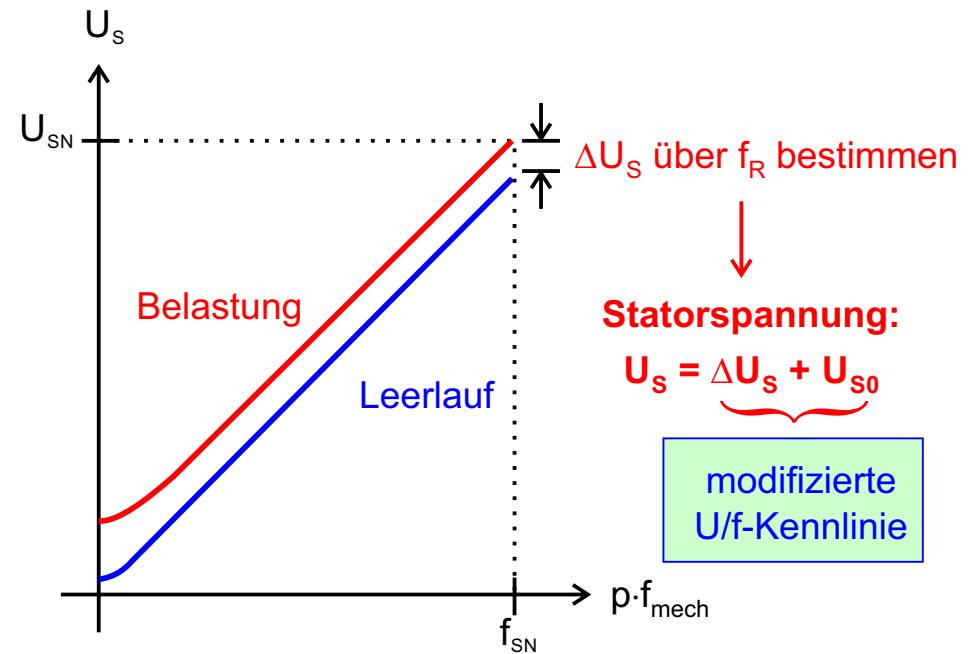 U_S
U_SN
ΔU_S über f_R bestimmen
Belastung
Statorspannung:
U_S = ΔU_S + U_S0
Leerlauf
modifizierte
U/f-Kennlinie
p·f_mech
f_SN